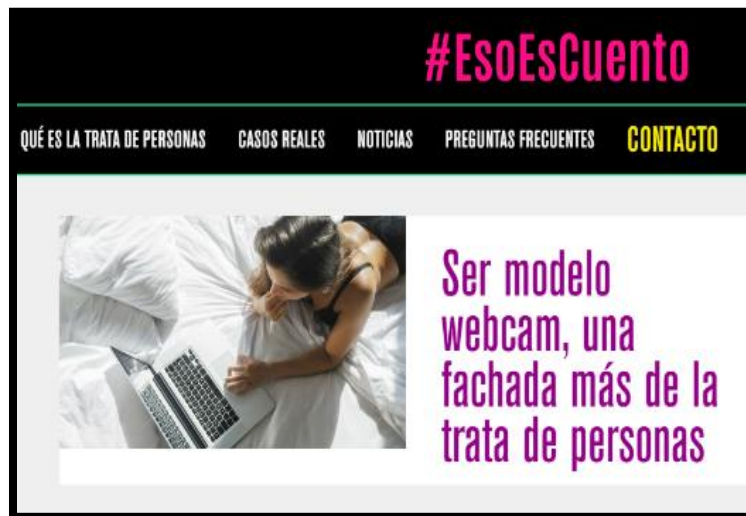 #EsoEsCuento
QUÉ ES LA TRATA DE PERSONAS CASOS REALES NOTICIAS PREGUNTAS FRECUENTES CONTACTO
Ser modelo
webcam, una
fachada más de la
trata de personas